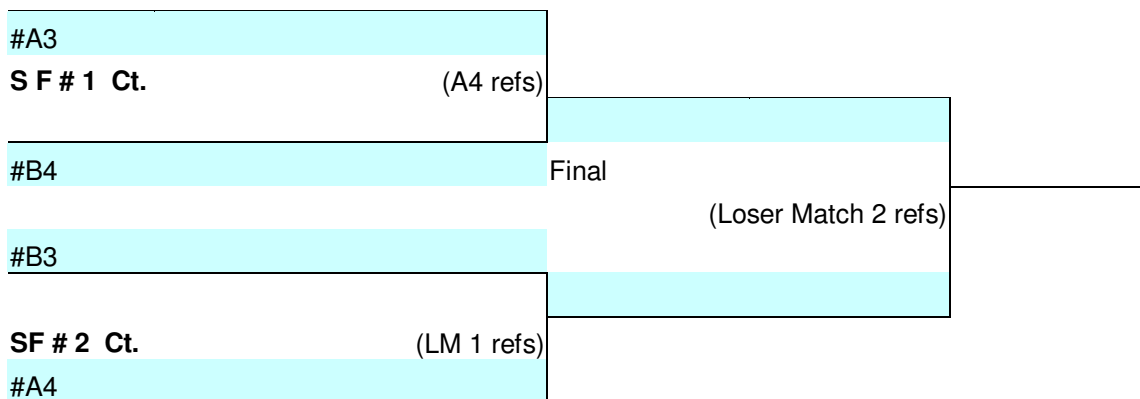 #A3
S F # 1 Ct. (A4 refs)
#B4 Final
(Loser Match 2 refs)
#B3
SF # 2 Ct. (LM 1 refs)
#A4